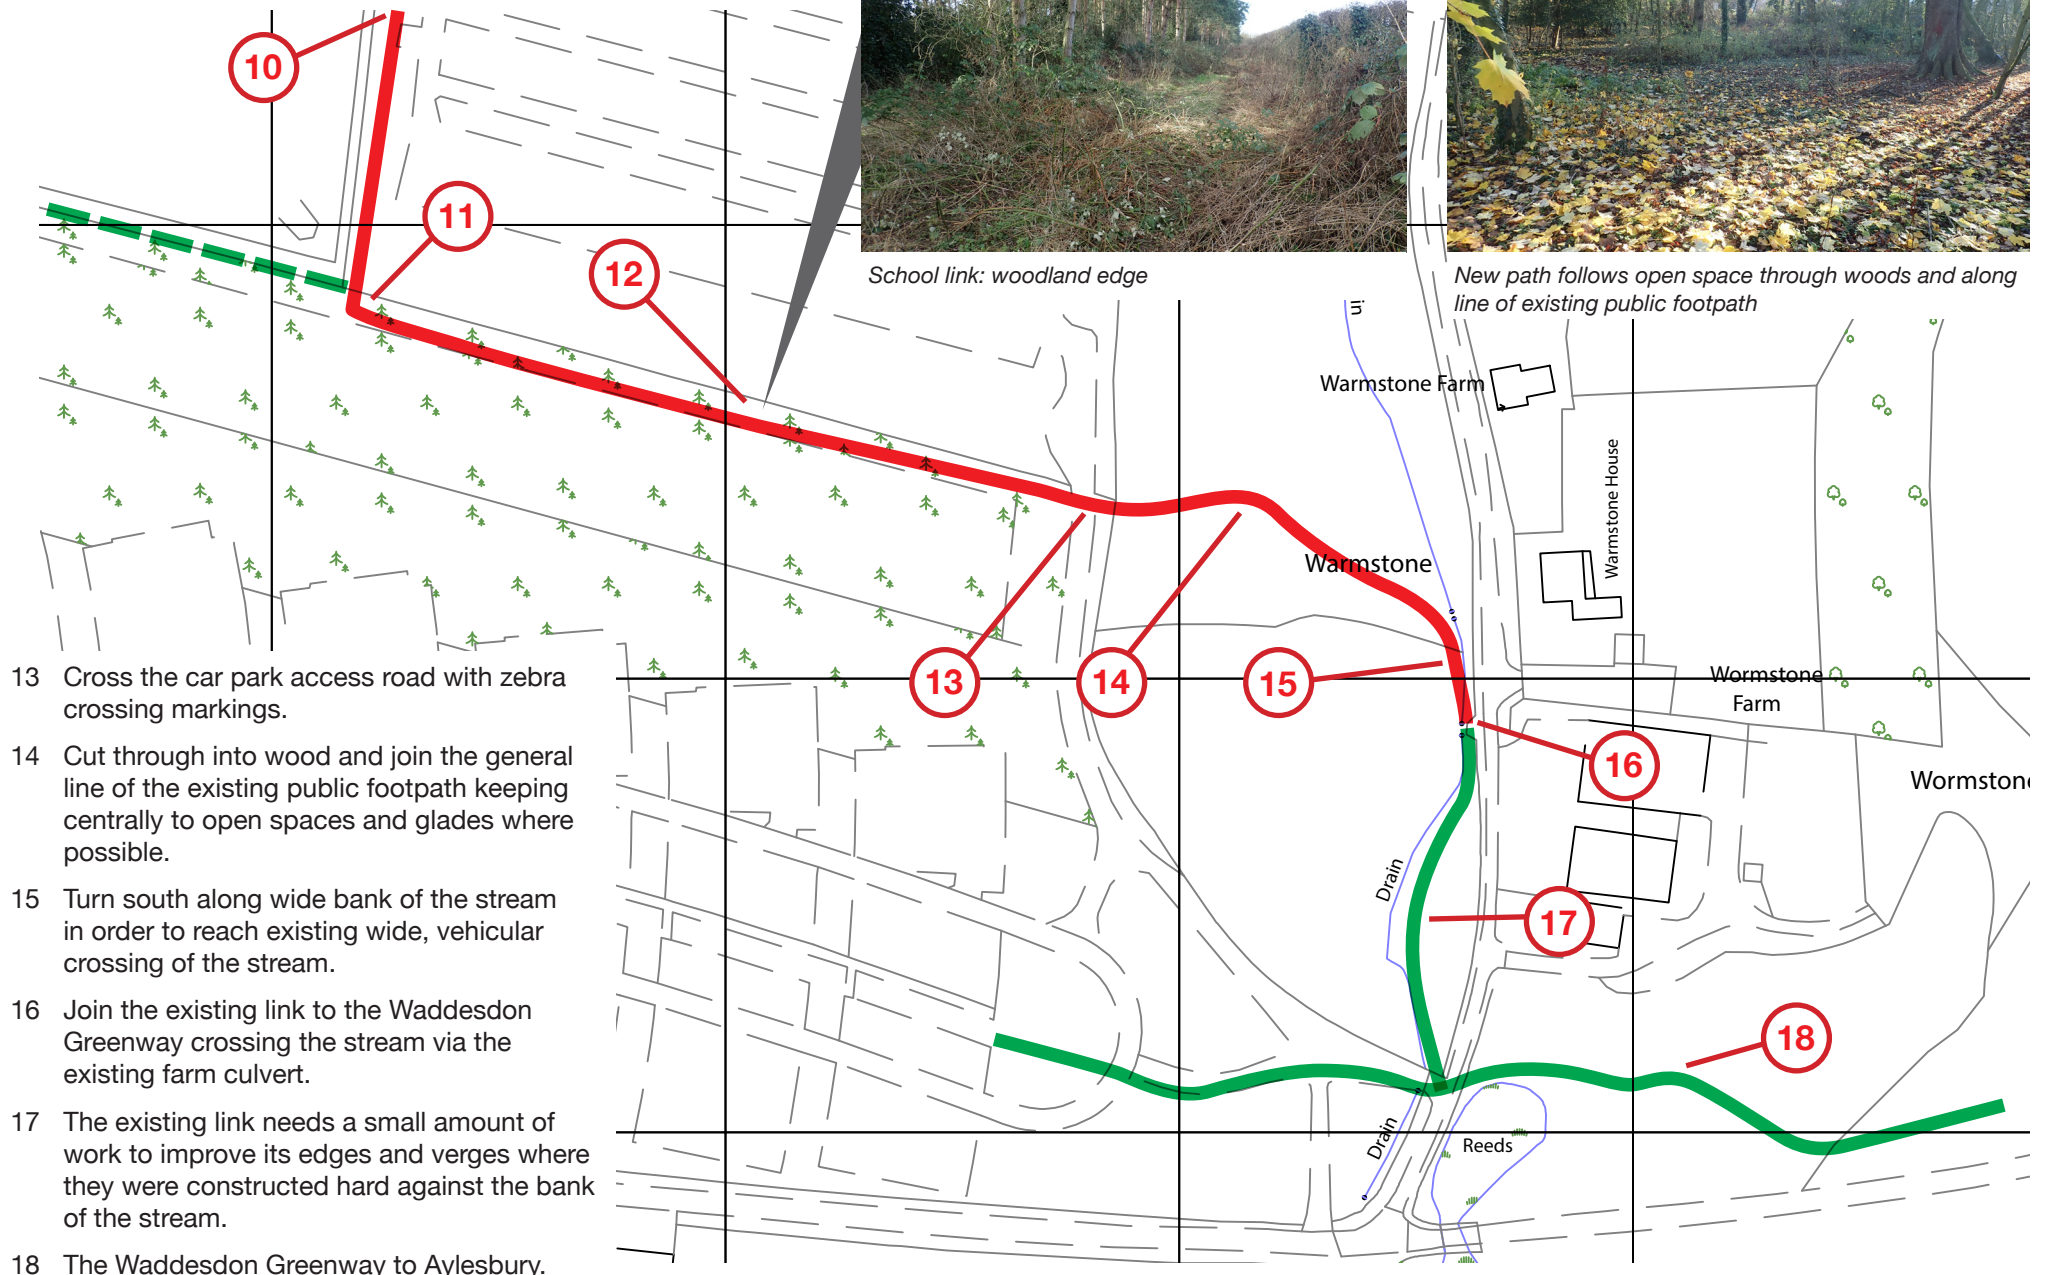 10
11
12
School link: woodland edge
New path follows open space through woods and along
line of existing public footpath
in
Warmstone Farm
Warmstone House
Warmstone
13
14
15
16
17
18
Wormstone
Farm
Wormstone
Drain
Drain
Reeds
13 Cross the car park access road with zebra
crossing markings.
14 Cut through into wood and join the general
line of the existing public footpath keeping
centrally to open spaces and glades where
possible.
15 Turn south along wide bank of the stream
in order to reach existing wide, vehicular
crossing of the stream.
16 Join the existing link to the Waddesdon
Greenway crossing the stream via the
existing farm culvert.
17 The existing link needs a small amount of
work to improve its edges and verges where
they were constructed hard against the bank
of the stream.
18 The Waddesdon Greenway to Aylesbury.